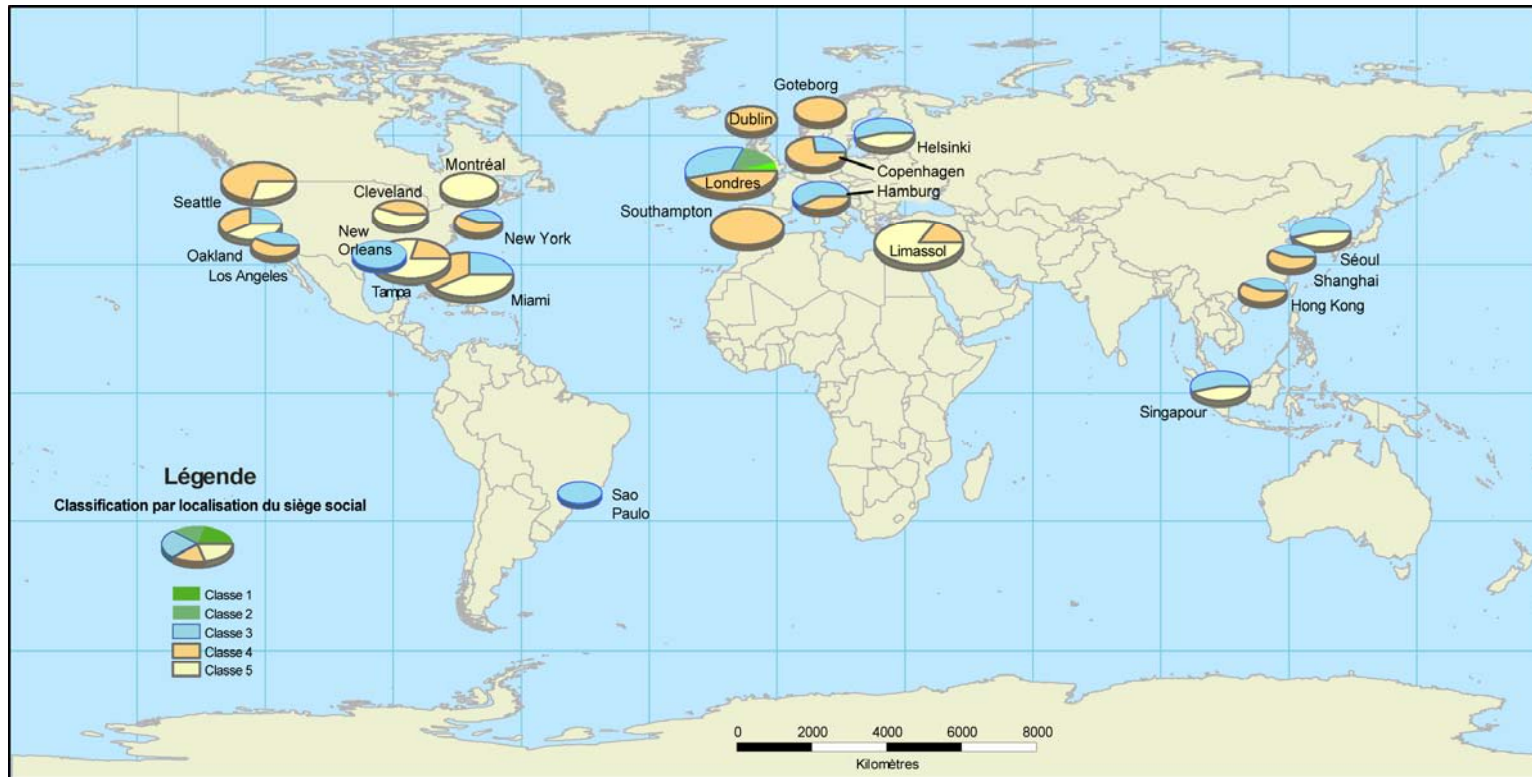 Goteborg
Dublin
Helsinki
Montréal
Copenhagen
Cleveland
Londres
Hamburg
Seattle
Southampton
New
Orleans
New York
Oakland
Limassol
Séoul
Los Angeles
Shanghai
Tampa
Miami
Hong Kong
Singapour
Légende
Sao
Paulo
Classification par localisation du siège social
Classe 1
Classe 2
Classe 3
Classe 4
Classe 5
0 2000 4000 6000 8000
Kilomètres